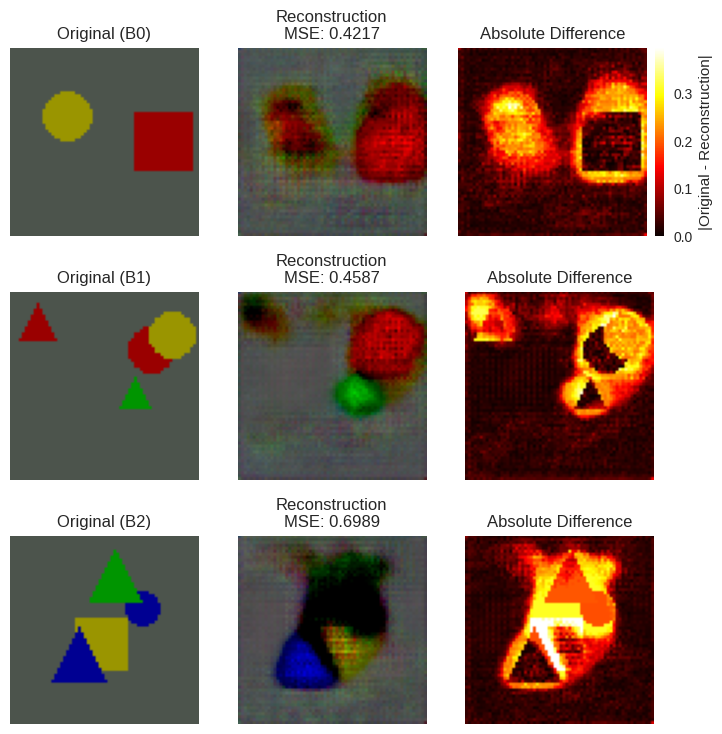 Original (B0)
Reconstruction
MSE: 0.4217
Absolute Difference
0.3
0.2
0.1
0.0
|Original - Reconstruction|
Original (B1)
Reconstruction
MSE: 0.4587
Absolute Difference
Original (B2)
Reconstruction
MSE: 0.6989
Absolute Difference